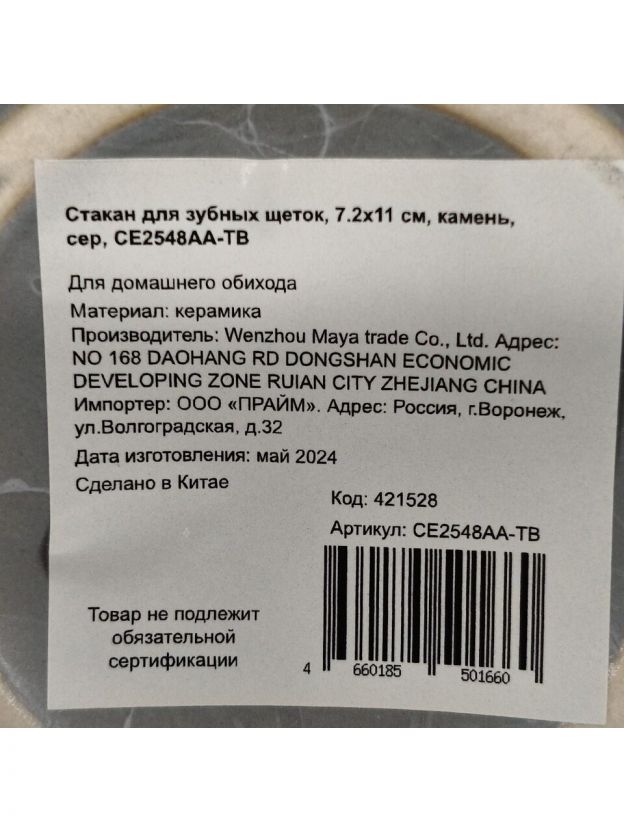 Стакан для зубных щеток, 7.2х11 см, камень,
сер, CE2548AA-TB
Для домашнего обихода
Материал: керамика
Производитель: Wenzhou Maya trade Co., Ltd. Адрес:
NO 168 DAOHANG RD DONGSHAN ECONOMIC
DEVELOPING ZONE RUIAN CITY ZHEJIANG CHINA
Импортер: ООО «ПРАЙМ». Адрес: Россия, г.Воронеж,
ул.Волгоградская, д.32
Дата изготовления: май 2024
Сделано в Китае
Код: 421528
Артикул: CE2548AA-TB
Товар не подлежит
обязательной
сертификации
4 660185 501660